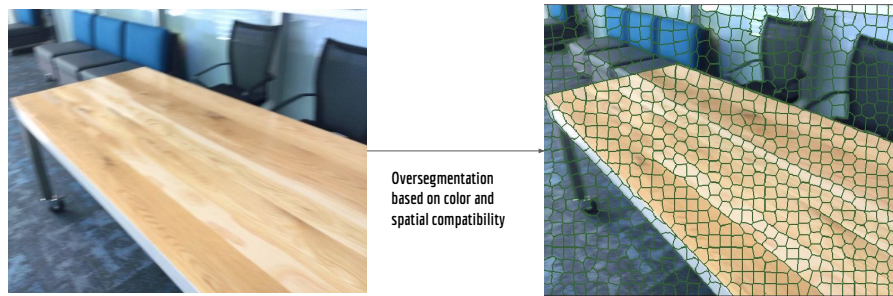 Oversegmentation
based on color and
spatial compatibility